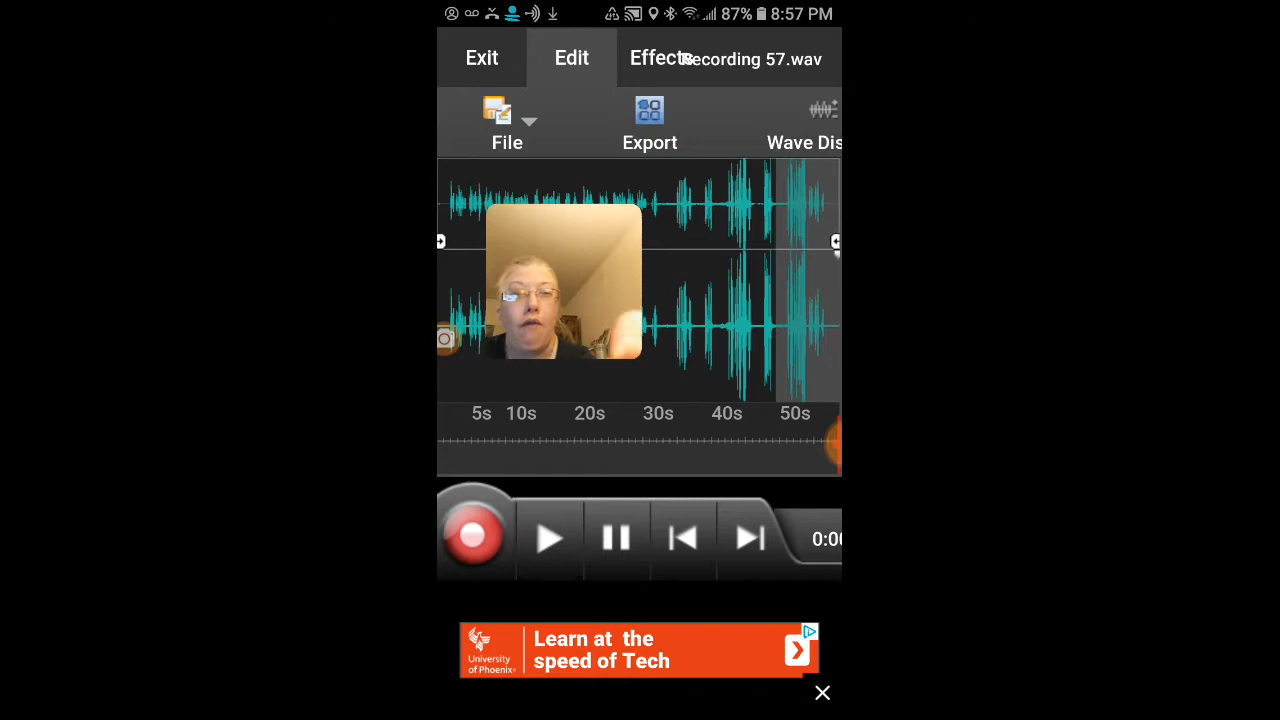 87% 8:57 PM
Exit Edit Effects Recording 57.wav
File Export Wave Dis
5s 10s 20s 30s 40s 50s
0:00
Learn at the
speed of Tech
University
of Phoenix